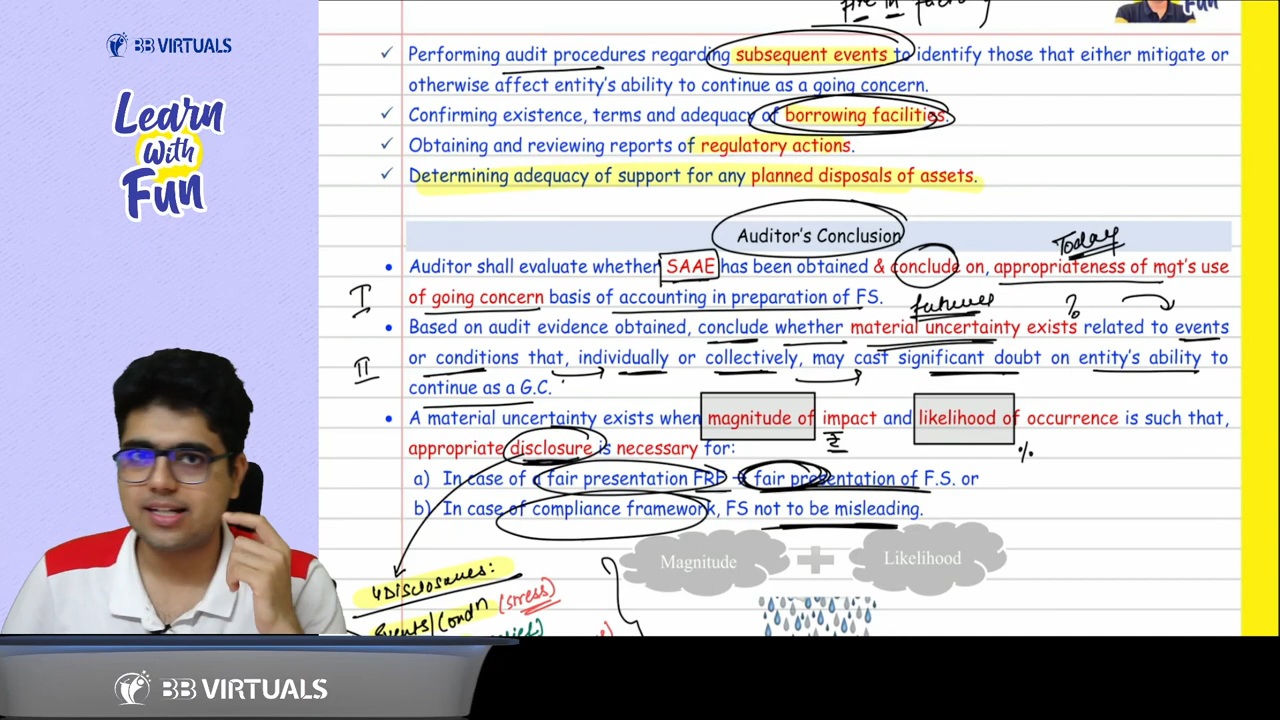 BB VIRTUALS
Learn
With
Fun
Fire in factory
Fun
✓ Performing audit procedures regarding subsequent events to identify those that either mitigate or
otherwise affect entity's ability to continue as a going concern.
✓ Confirming existence, terms and adequacy of borrowing facilities.
✓ Obtaining and reviewing reports of regulatory actions.
✓ Determining adequacy of support for any planned disposals of assets.
Auditor's Conclusion
Today
• Auditor shall evaluate whether SAAE has been obtained & conclude on, appropriateness of mgt's use
I of going concern basis of accounting in preparation of FS.
future ?
• Based on audit evidence obtained, conclude whether material uncertainty exists related to events
II or conditions that, individually or collectively, may cast significant doubt on entity's ability to
continue as a G.C.
• A material uncertainty exists when magnitude of impact and likelihood of occurrence is such that,
appropriate disclosure is necessary for:
₹ %
a) In case of a fair presentation FRF - fair presentation of F.S. or
b) In case of compliance framework, FS not to be misleading.
Magnitude + Likelihood
4 Disclosures:
Events/Condn (stress)
BB VIRTUALS